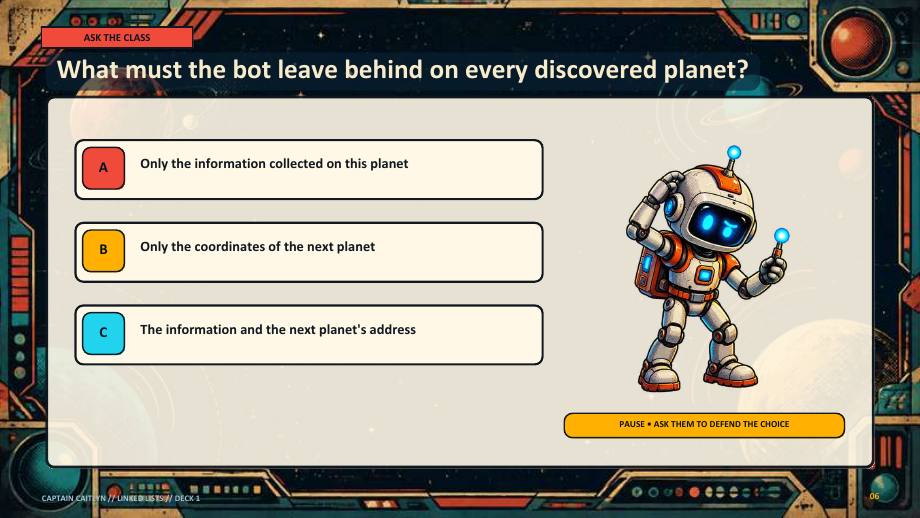 ASK THE CLASS
What must the bot leave behind on every discovered planet?
A
Only the information collected on this planet
B
Only the coordinates of the next planet
C
The information and the next planet's address
PAUSE • ASK THEM TO DEFEND THE CHOICE
CAPTAIN CAITLYN // LINKED LISTS // DECK 1
06